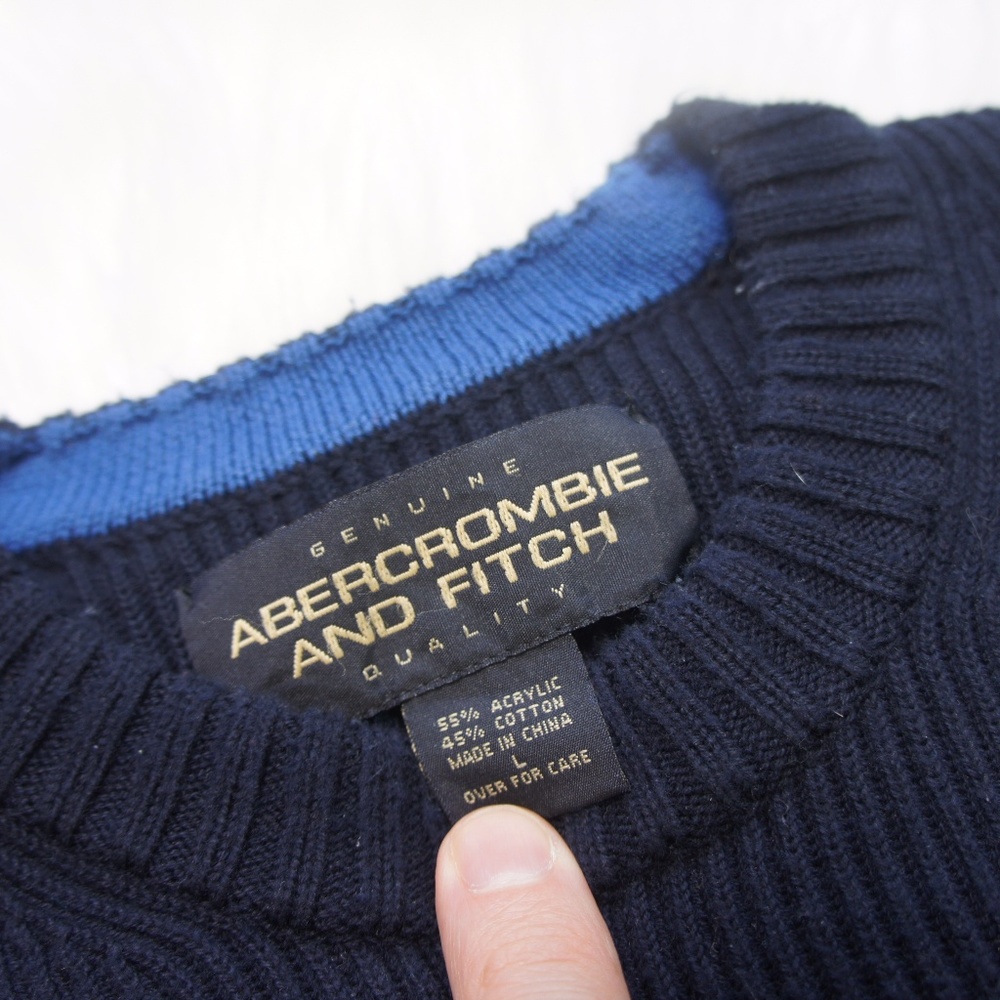 GENUINE
ABERCROMBIE
AND FITCH
QUALITY
55% ACRYLIC
45% COTTON
MADE IN CHINA
L
OVER FOR CARE